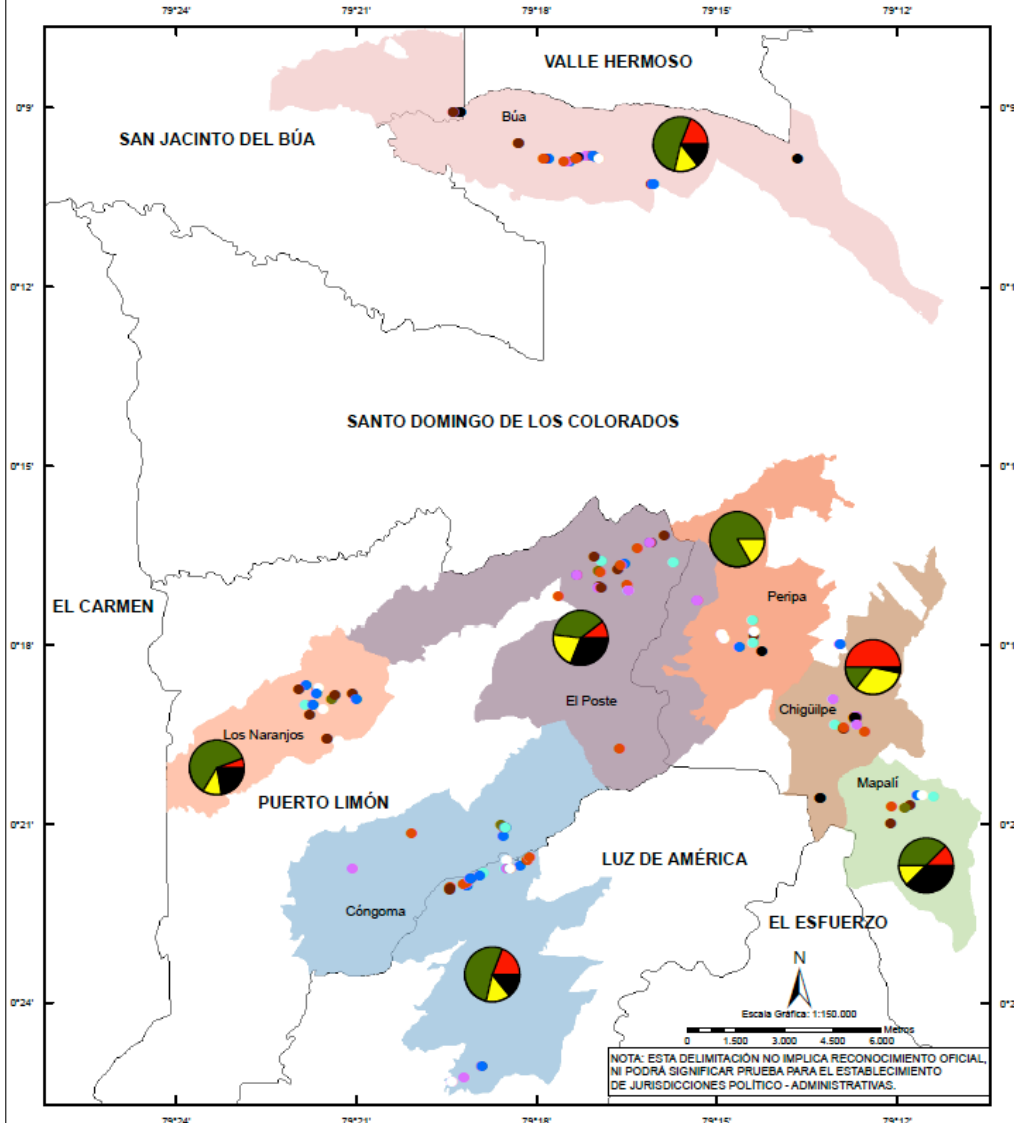 79°24' 79°21' 79°18' 79°15' 79°12'
VALLE HERMOSO
0°9' 0°9'
Búa
SAN JACINTO DEL BÚA
0°12'
SANTO DOMINGO DE LOS COLORADOS
0°15'
EL CARMEN
Peripa
0°18'
El Poste
Chigüilpe
Los Naranjos
Mapalí
PUERTO LIMÓN
0°21'
LUZ DE AMÉRICA
Cóngoma
EL ESFUERZO
N
0°24'
Escala Gráfica: 1:150.000
Metros
0 1.500 3.000 4.500 6.000
NOTA: ESTA DELIMITACIÓN NO IMPLICA RECONOCIMIENTO OFICIAL,
NI PODRÁ SIGNIFICAR PRUEBA PARA EL ESTABLECIMIENTO
DE JURISDICCIONES POLÍTICO - ADMINISTRATIVAS.
79°24' 79°21' 79°18' 79°15' 79°12'